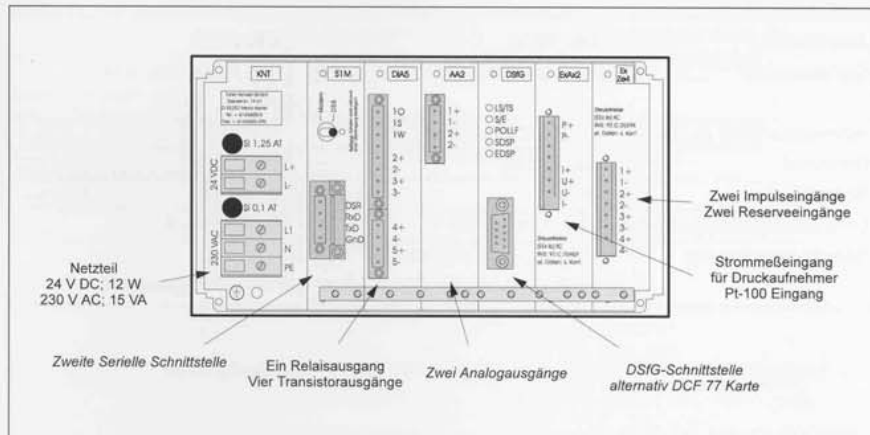 KNT
S1M
DIA5
AA2
DSfG
ExAx2
Ex
SI 1,25 AT
24 VDC
L+
L-
SI 0,1 AT
230 VAC
L1
N
PE
DSS
DSR
RxD
TxD
GND
1O
1S
1W
2+
2-
3+
3-
4+
4-
5+
5-
1+
1-
2+
2-
LS/TS
S/E
POLLF
SDSP
EDSP
P+
P-
I+
U+
U-
I-
1+
1-
2+
2-
3+
3-
4+
4-
Netzteil
24 V DC; 12 W
230 V AC; 15 VA
Zweite Serielle Schnittstelle
Ein Relaisausgang
Vier Transistorausgänge
Zwei Analogausgänge
DSfG-Schnittstelle
alternativ DCF 77 Karte
Strommeßeingang
für Druckaufnehmer
Pt-100 Eingang
Zwei Impulseingänge
Zwei Reserveeingänge